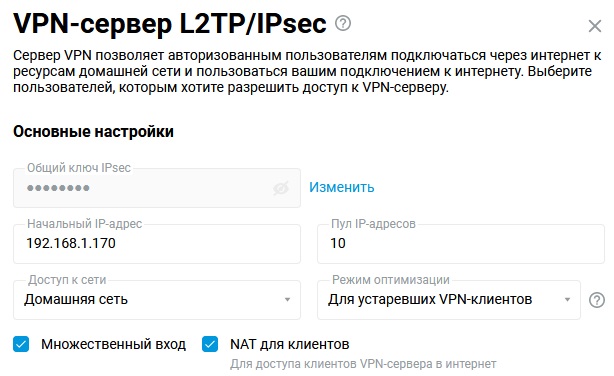 VPN-сервер L2TP/IPsec
Сервер VPN позволяет авторизованным пользователям подключаться через интернет к
ресурсам домашней сети и пользоваться вашим подключением к интернету. Выберите
пользователей, которым хотите разрешить доступ к VPN-серверу.
Основные настройки
Общий ключ IPsec
••••••••
Изменить
Начальный IP-адрес
192.168.1.170
Пул IP-адресов
10
Доступ к сети
Домашняя сеть
Режим оптимизации
Для устаревших VPN-клиентов
Множественный вход
NAT для клиентов
Для доступа клиентов VPN-сервера в интернет